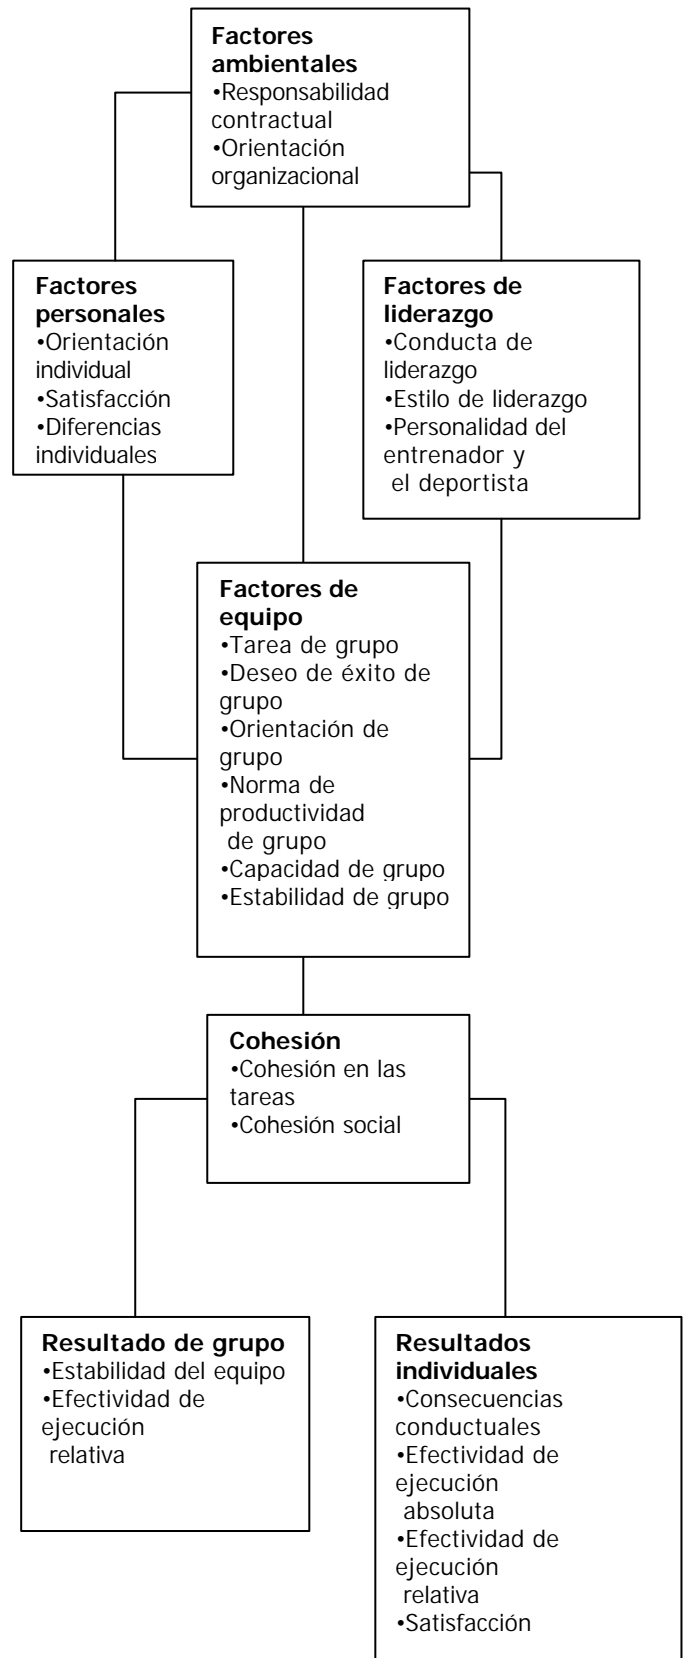 Factores
ambientales
•Responsabilidad
contractual
•Orientación
organizacional
Factores
personales
•Orientación
individual
•Satisfacción
•Diferencias
individuales
Factores de
liderazgo
•Conducta de
liderazgo
•Estilo de liderazgo
•Personalidad del
entrenador y
el deportista
Factores de
equipo
•Tarea de grupo
•Deseo de éxito de
grupo
•Orientación de
grupo
•Norma de
productividad
de grupo
•Capacidad de grupo
•Estabilidad de grupo
Cohesión
•Cohesión en las
tareas
•Cohesión social
Resultado de grupo
•Estabilidad del equipo
•Efectividad de
ejecución
relativa
Resultados
individuales
•Consecuencias
conductuales
•Efectividad de
ejecución
absoluta
•Efectividad de
ejecución
relativa
•Satisfacción